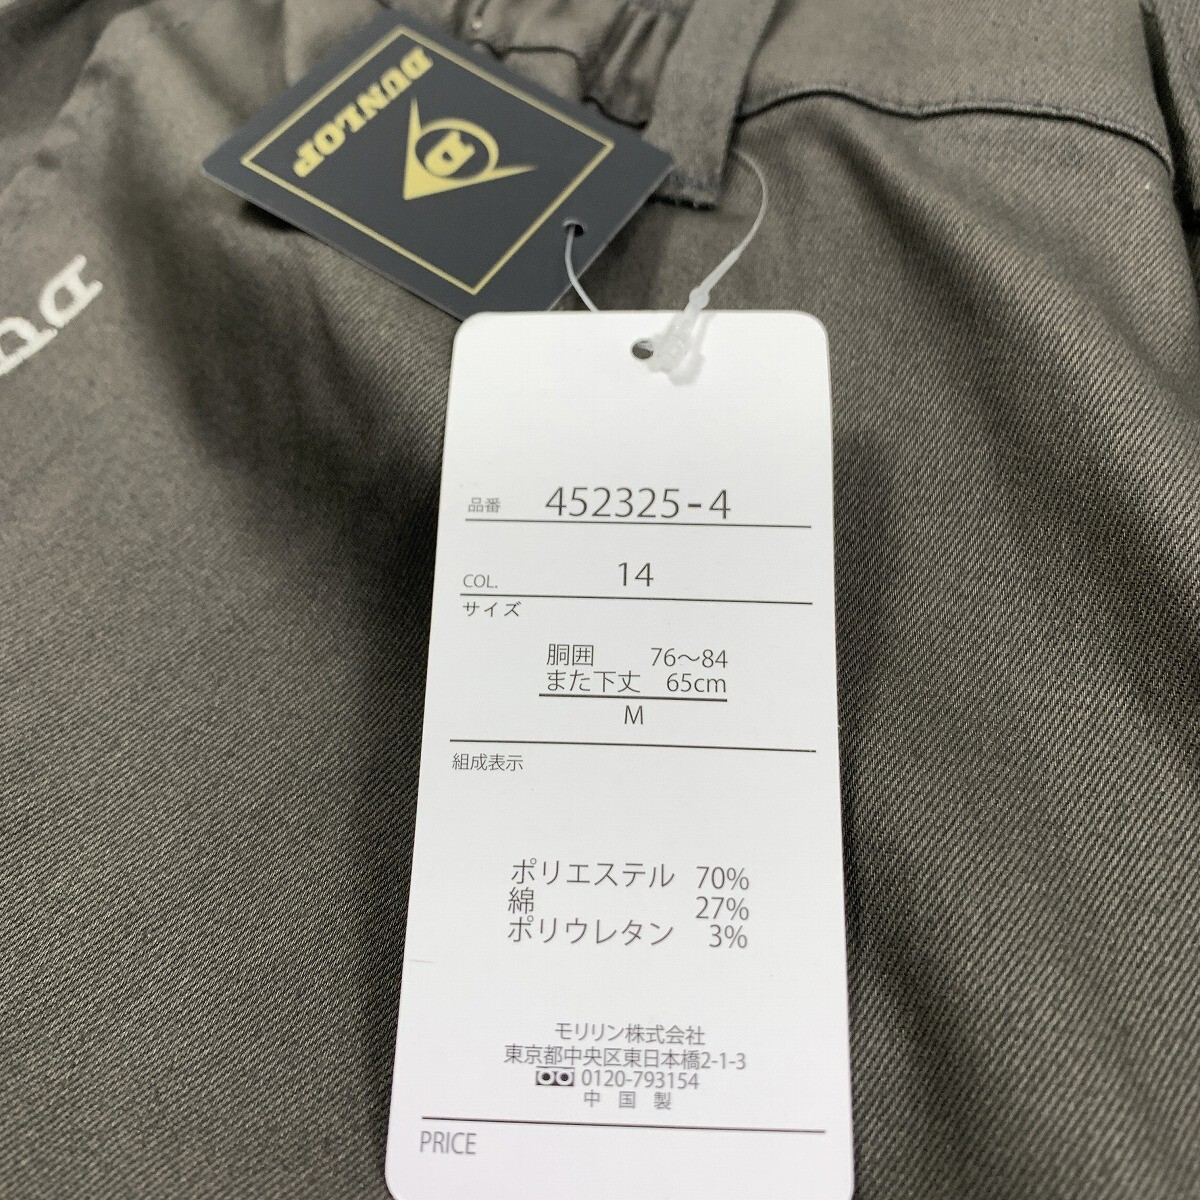 DUNLOP
D
DU
品番 452325-4
COL. 14
サイズ
胴囲 76～84
また下丈 65cm
M
組成表示
ポリエステル 70%
綿 27%
ポリウレタン 3%
モリリン株式会社
東京都中央区東日本橋2-1-3
0120-793154
中国製
PRICE